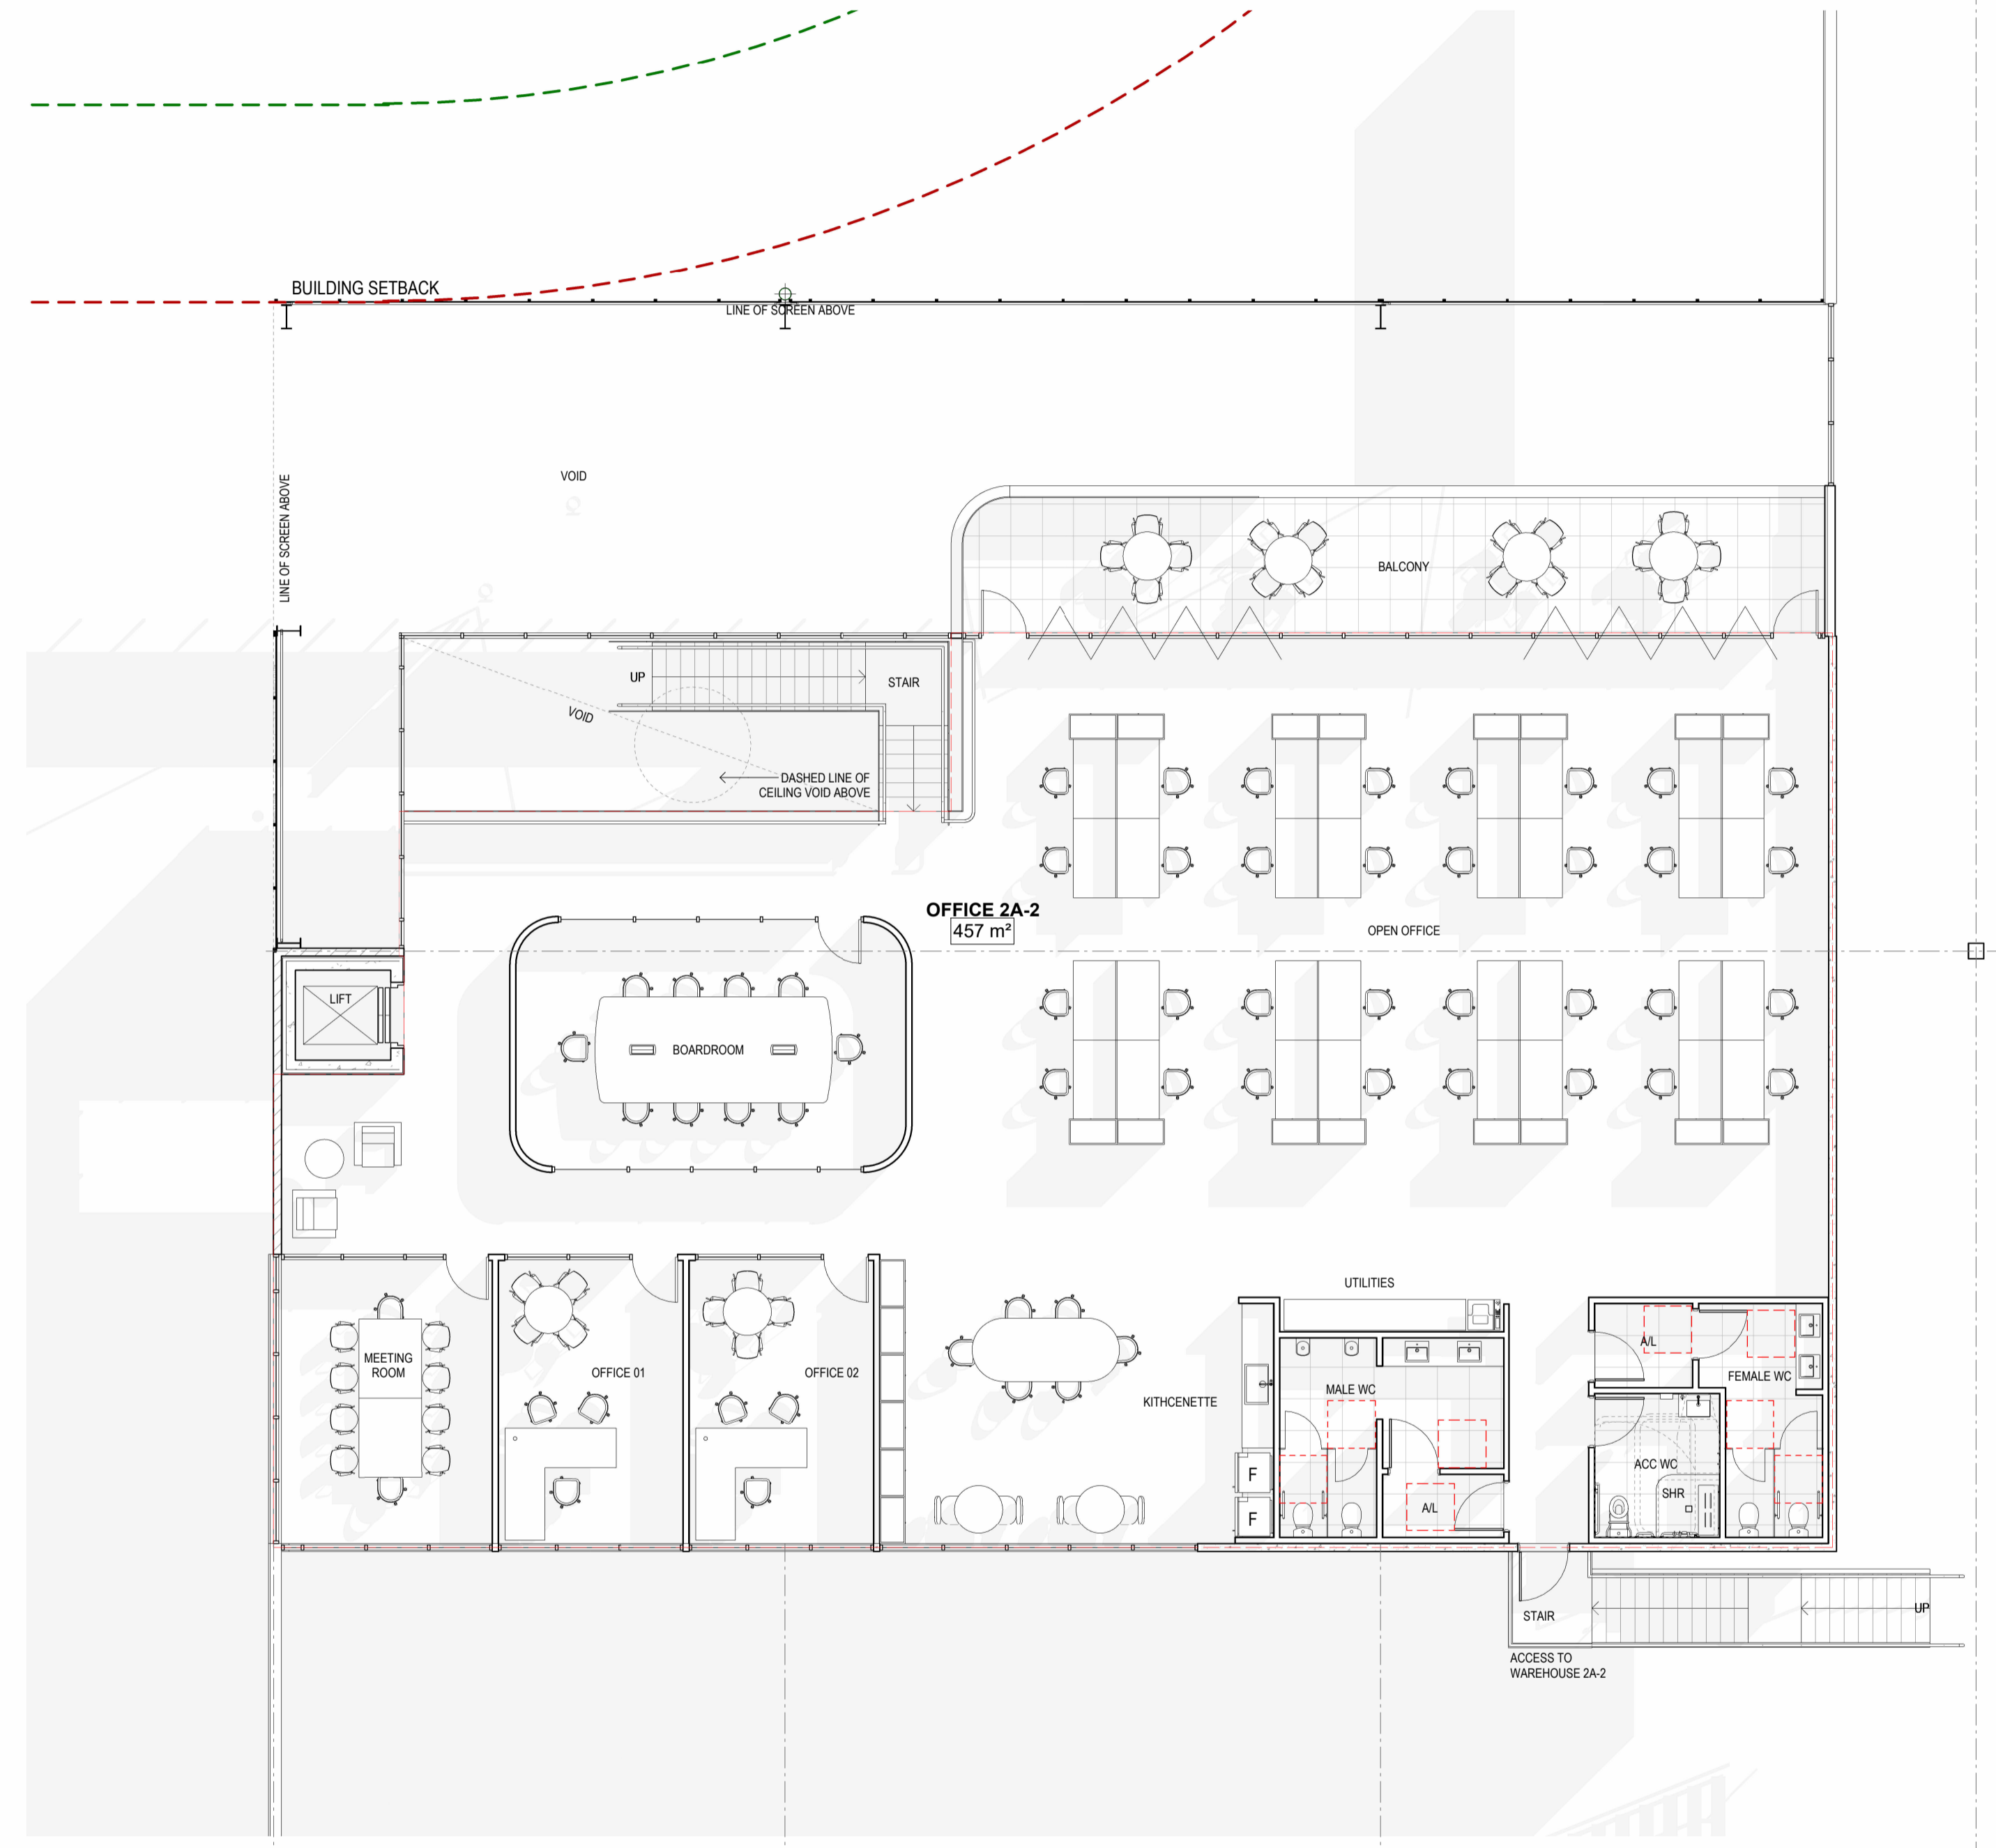 BUILDING SETBACK
LINE OF SCREEN ABOVE
LINE OF SCREEN ABOVE
VOID
BALCONY
UP
STAIR
VOID
DASHED LINE OF
CEILING VOID ABOVE
OFFICE 2A-2
457 m²
OPEN OFFICE
LIFT
BOARDROOM
UTILITIES
MEETING
ROOM
OFFICE 01
OFFICE 02
KITHCENETTE
MALE WC
A/L
FEMALE WC
ACC WC
SHR
F
F
A/L
STAIR
UP
ACCESS TO
WAREHOUSE 2A-2